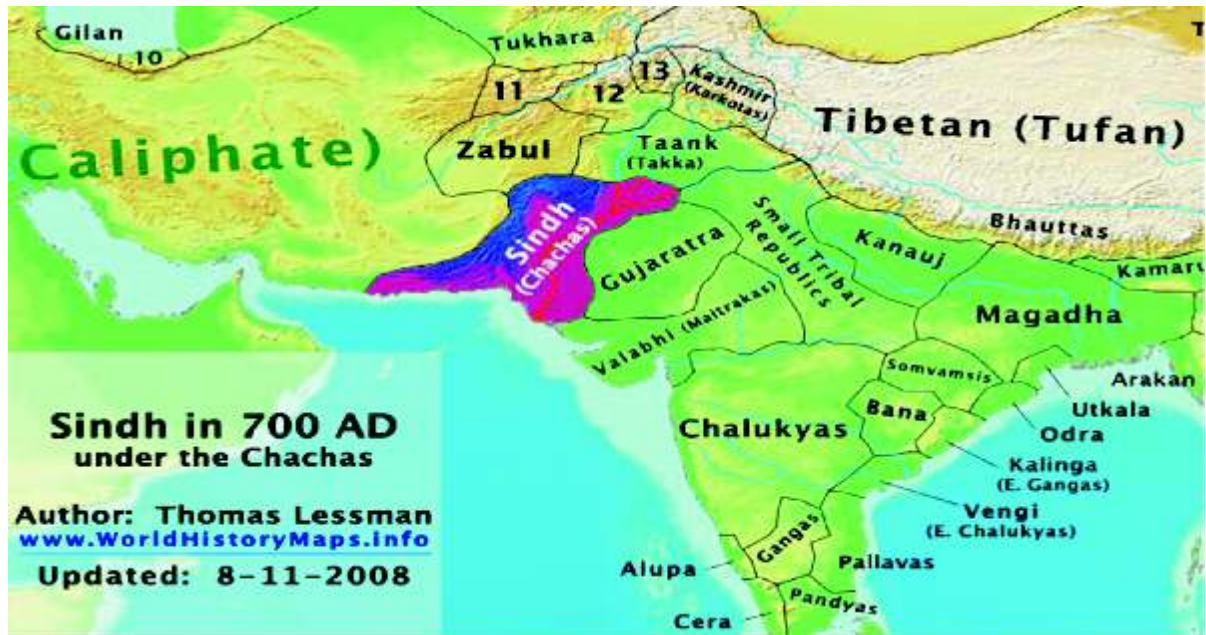 Gilan
10
Tukhara
11
12
13
Kashmir
(Karkotas)
T
Caliphate)
Zabul
Taank
(Takka)
Tibetan (Tufan)
Sindh
(Chachas)
Small Tribal
Republics
Bhauttas
Gujaratra
Kanauj
Kamaru
Valabhi (Maitrakas)
Magadha
Somvamsis
Arakan
Utkala
Bana
Odra
Chalukyas
Kalinga
(E. Gangas)
Vengi
(E. Chalukyas)
Gangas
Alupa
Pallavas
Pandyas
Cera
Sindh in 700 AD
under the Chachas
Author: Thomas Lessman
www.WorldHistoryMaps.info
Updated: 8-11-2008